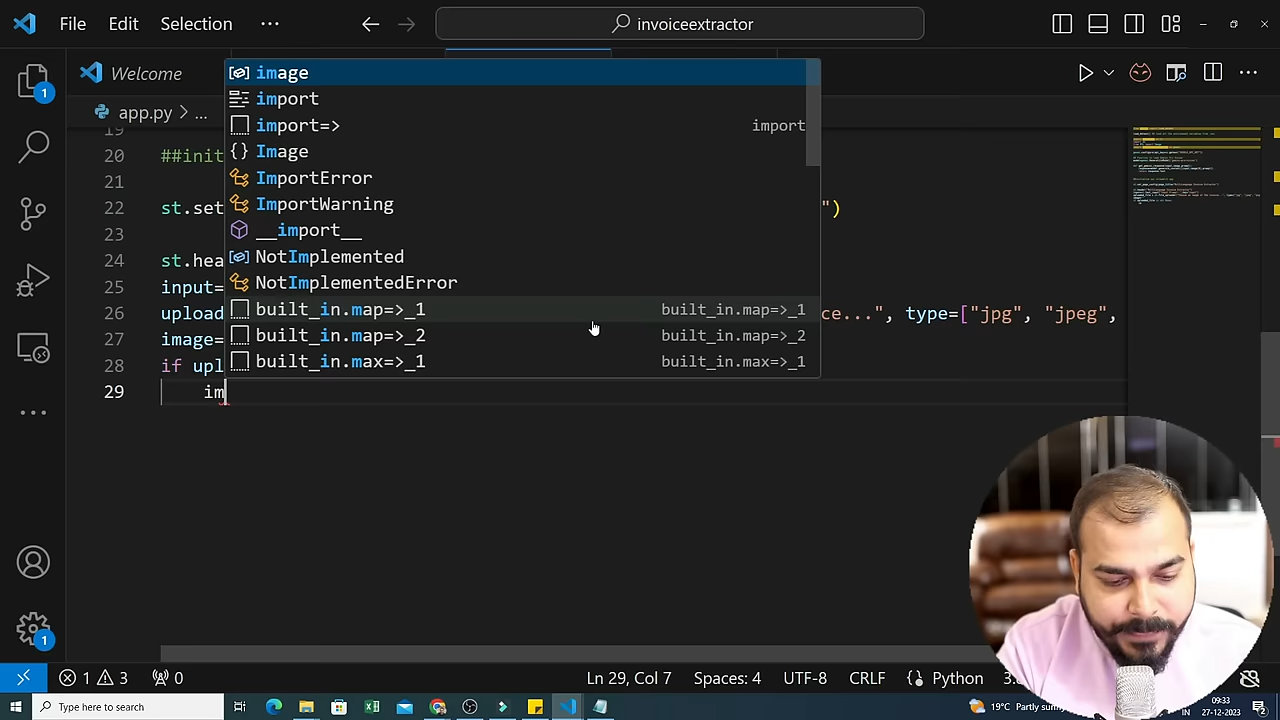 File Edit Selection ... invoiceextractor
Welcome
app.py > ...
image
import
import=> import
Image
ImportError
ImportWarning
__import__
NotImplemented
NotImplementedError
built_in.map=>_1 built_in.map=>_1
built_in.map=>_2 built_in.map=>_2
built_in.max=>_1 built_in.max=>_1
19
20 ##init
21
22 st.set ")
23
24 st.hea
25 input=
26 upload ce...", type=["jpg", "jpeg",
27 image=
28 if upl
29 im
1
1
1 3 0 Ln 29, Col 7 Spaces: 4 UTF-8 CRLF {} Python 3.
Type here to search 19°C Partly sunny IN 09:33
27-12-2023